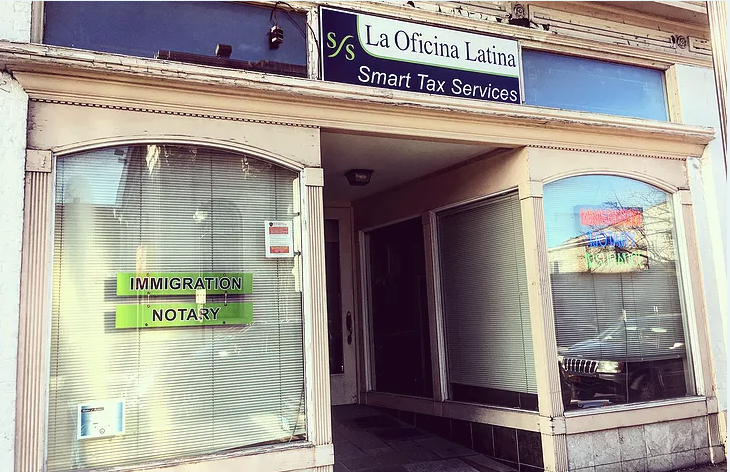 S/S La Oficina Latina
Smart Tax Services
IMMIGRATION
NOTARY